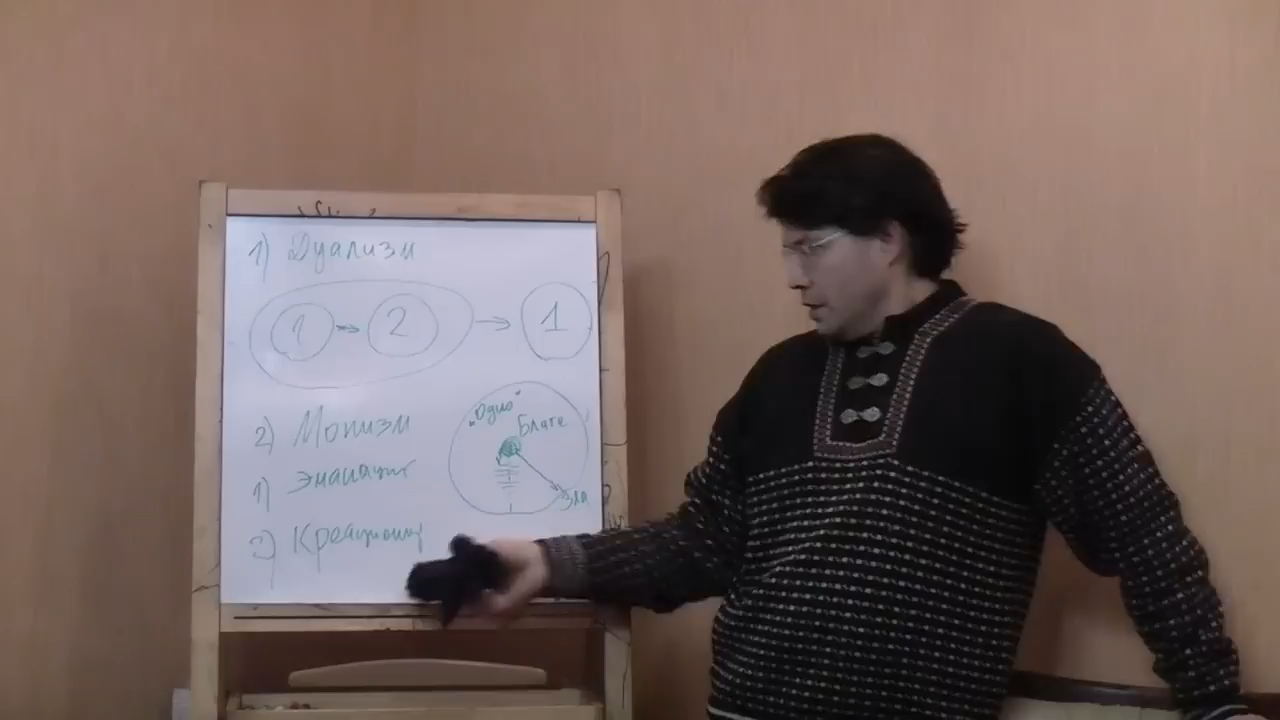 1) Дуализм
1 → 2 → 1
2) Монизм
"Одно"
Благо
1) Эманация
Зло
2) Креационизм